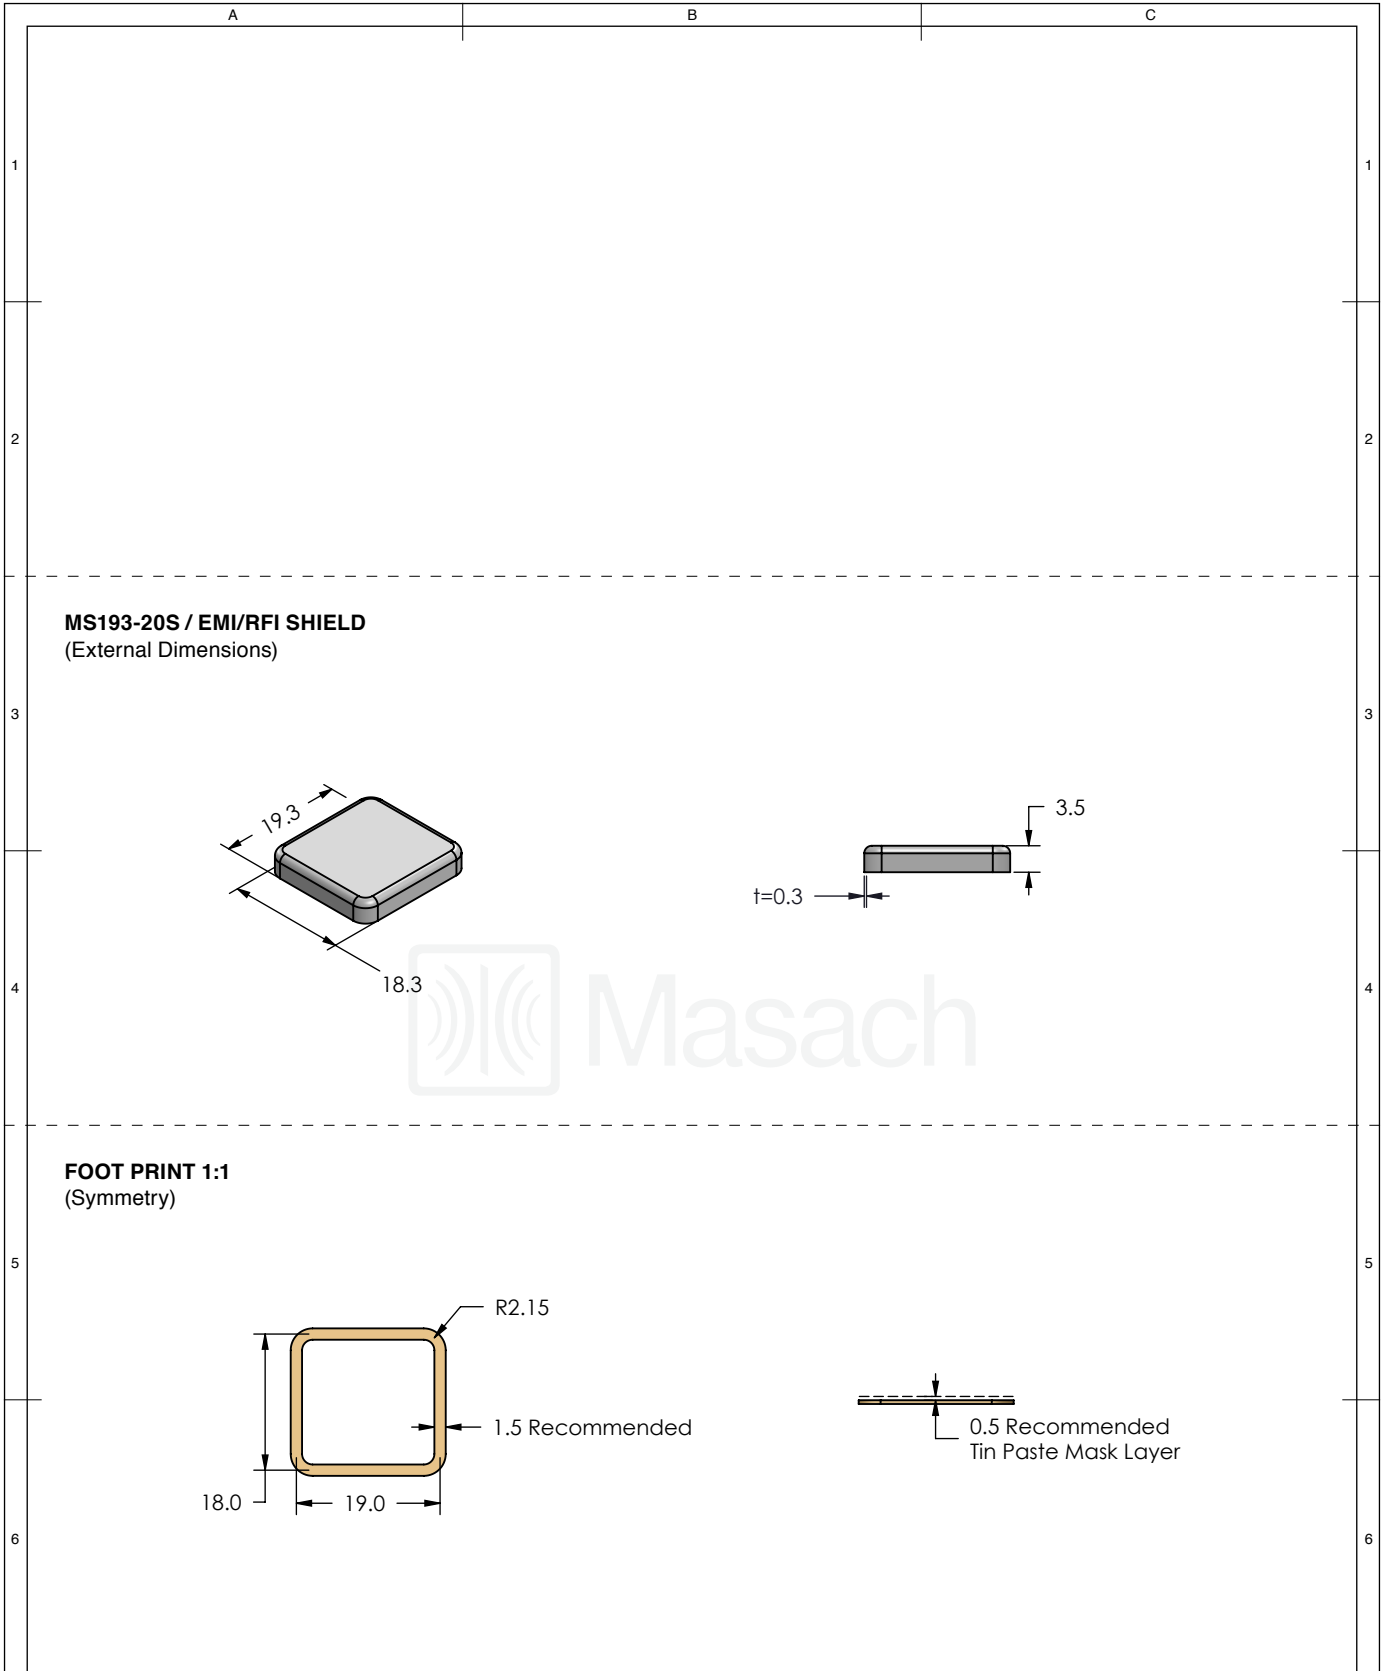 A B C
1 1
2 2
MS193-20S / EMI/RFI SHIELD
(External Dimensions)
3 3
19.3
3.5
t=0.3
18.3
4 4
Masach
FOOT PRINT 1:1
(Symmetry)
5 5
R2.15
1.5 Recommended
0.5 Recommended
Tin Paste Mask Layer
18.0
19.0
6 6